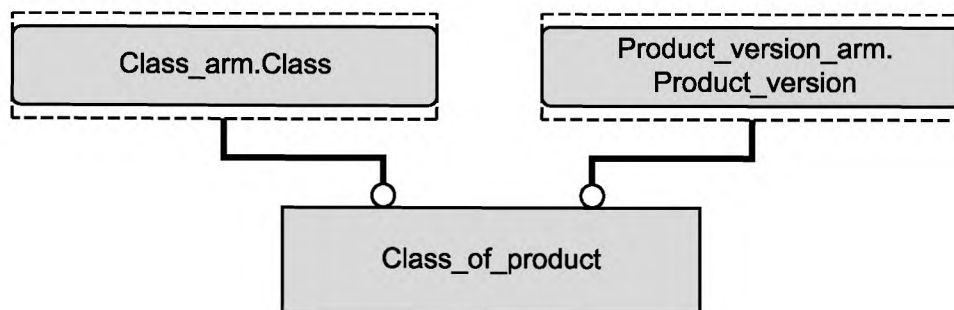 Class_arm.Class
Product_version_arm.
Product_version
Class_of_product